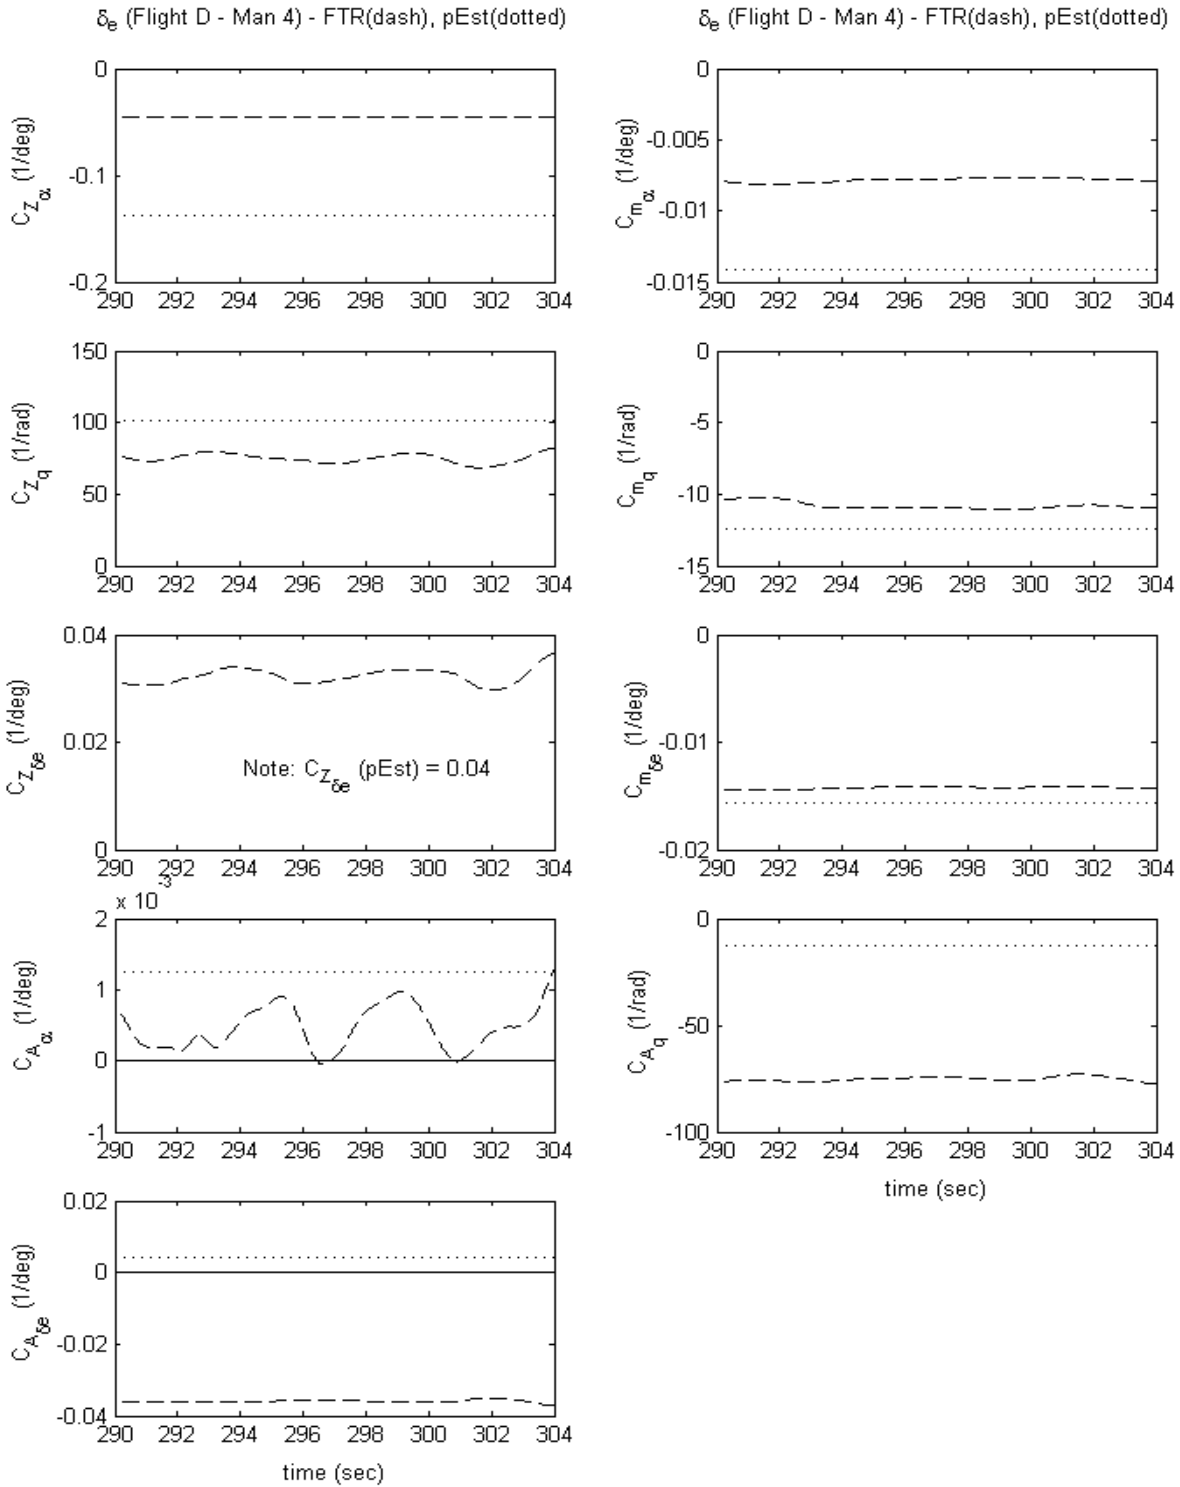 δe (Flight D - Man 4) - FTR(dash), pEst(dotted)
0
-0.1
-0.2
CZα (1/deg)
290 292 294 296 298 300 302 304
150
100
50
0
CZq (1/rad)
290 292 294 296 298 300 302 304
0.04
0.02
0
CZδe (1/deg)
Note: CZδe (pEst) = 0.04
290 292 294 296 298 300 302 304
x 10-3
2
1
0
-1
CAα (1/deg)
290 292 294 296 298 300 302 304
0.02
0
-0.02
-0.04
CAδe (1/deg)
290 292 294 296 298 300 302 304
time (sec)
δe (Flight D - Man 4) - FTR(dash), pEst(dotted)
0
-0.005
-0.01
-0.015
Cmα (1/deg)
290 292 294 296 298 300 302 304
0
-5
-10
-15
Cmq (1/rad)
290 292 294 296 298 300 302 304
0
-0.01
-0.02
Cmδe (1/deg)
290 292 294 296 298 300 302 304
0
-50
-100
CAq (1/rad)
290 292 294 296 298 300 302 304
time (sec)